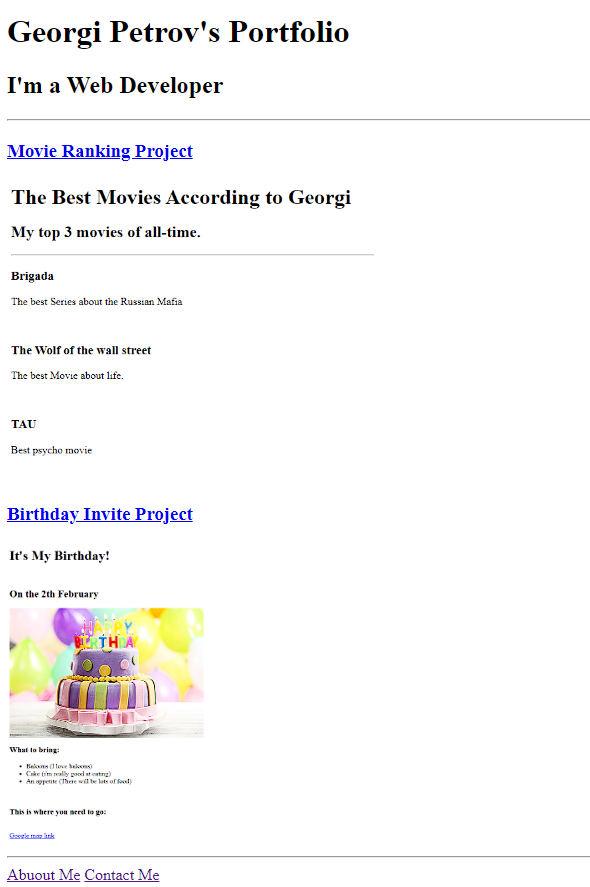 Georgi Petrov's Portfolio
I'm a Web Developer
Movie Ranking Project
The Best Movies According to Georgi
My top 3 movies of all-time.
Brigada
The best Series about the Russian Mafia
The Wolf of the wall street
The best Movie about life.
TAU
Best psycho movie
Birthday Invite Project
It's My Birthday!
On the 2th February
HAPPY
BIRTHDAY
What to bring:
Baloons (I love baloons)
Cake (i'm really good at eating)
An appetite (There will be lots of food)
This is where you need to go:
Google map link
Abuout Me Contact Me